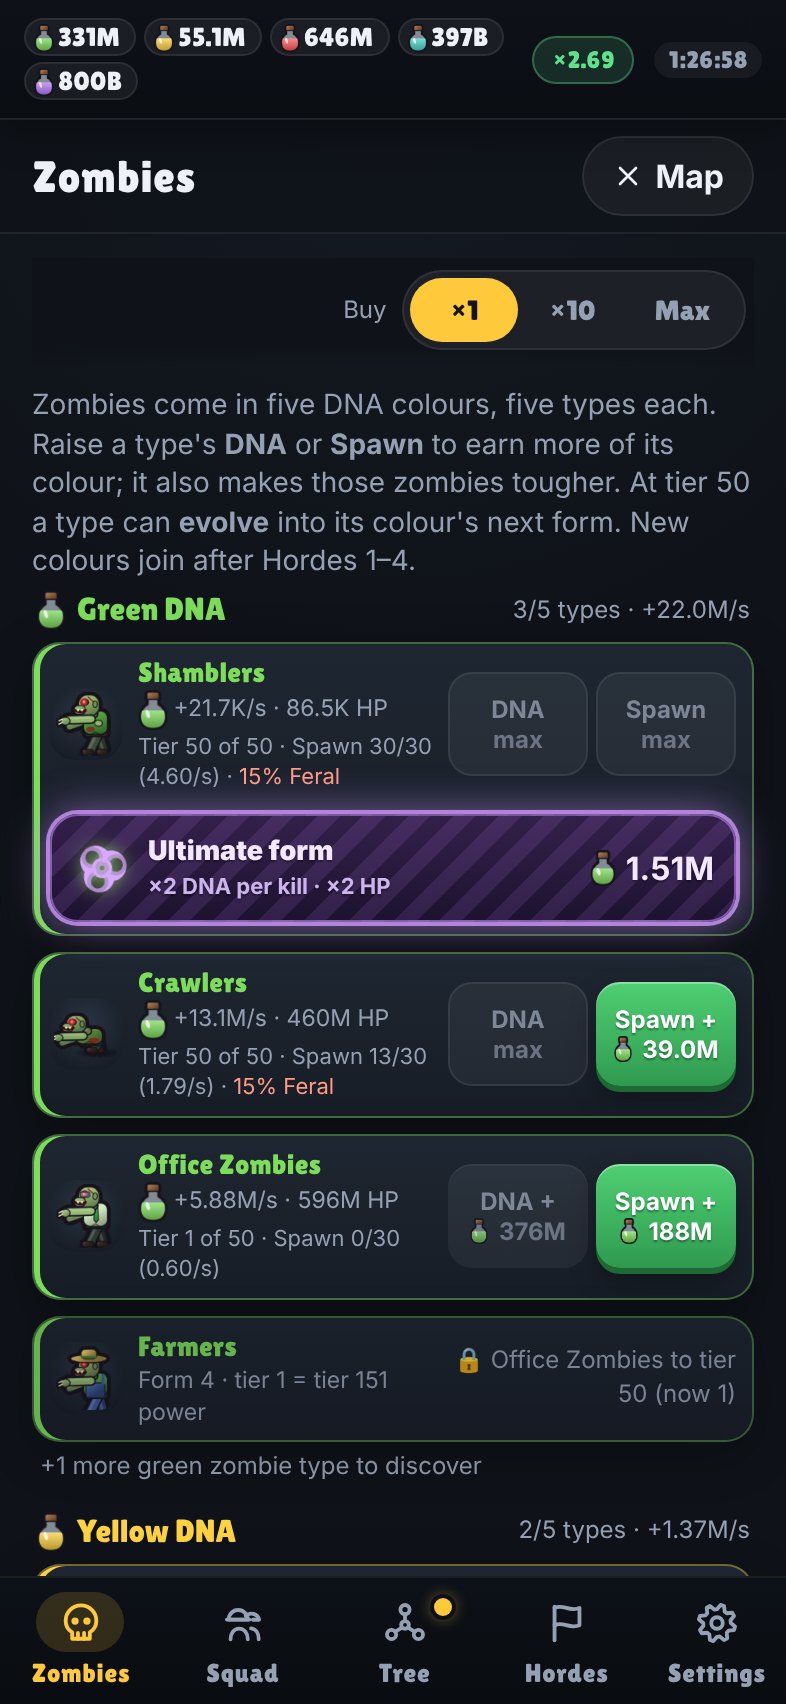 331M 55.1M 646M 397B
800B
×2.69 1:26:58
Zombies
× Map
Buy ×1 ×10 Max
Zombies come in five DNA colours, five types each.
Raise a type's DNA or Spawn to earn more of its
colour; it also makes those zombies tougher. At tier 50
a type can evolve into its colour's next form. New
colours join after Hordes 1–4.
Green DNA 3/5 types · +22.0M/s
Shamblers
+21.7K/s · 86.5K HP
Tier 50 of 50 · Spawn 30/30
(4.60/s) · 15% Feral
DNA
max
Spawn
max
Ultimate form
×2 DNA per kill · ×2 HP
1.51M
Crawlers
+13.1M/s · 460M HP
Tier 50 of 50 · Spawn 13/30
(1.79/s) · 15% Feral
DNA
max
Spawn +
39.0M
Office Zombies
+5.88M/s · 596M HP
Tier 1 of 50 · Spawn 0/30
(0.60/s)
DNA +
376M
Spawn +
188M
Farmers
Form 4 · tier 1 = tier 151
power
Office Zombies to tier
50 (now 1)
+1 more green zombie type to discover
Yellow DNA 2/5 types · +1.37M/s
Zombies Squad Tree Hordes Settings